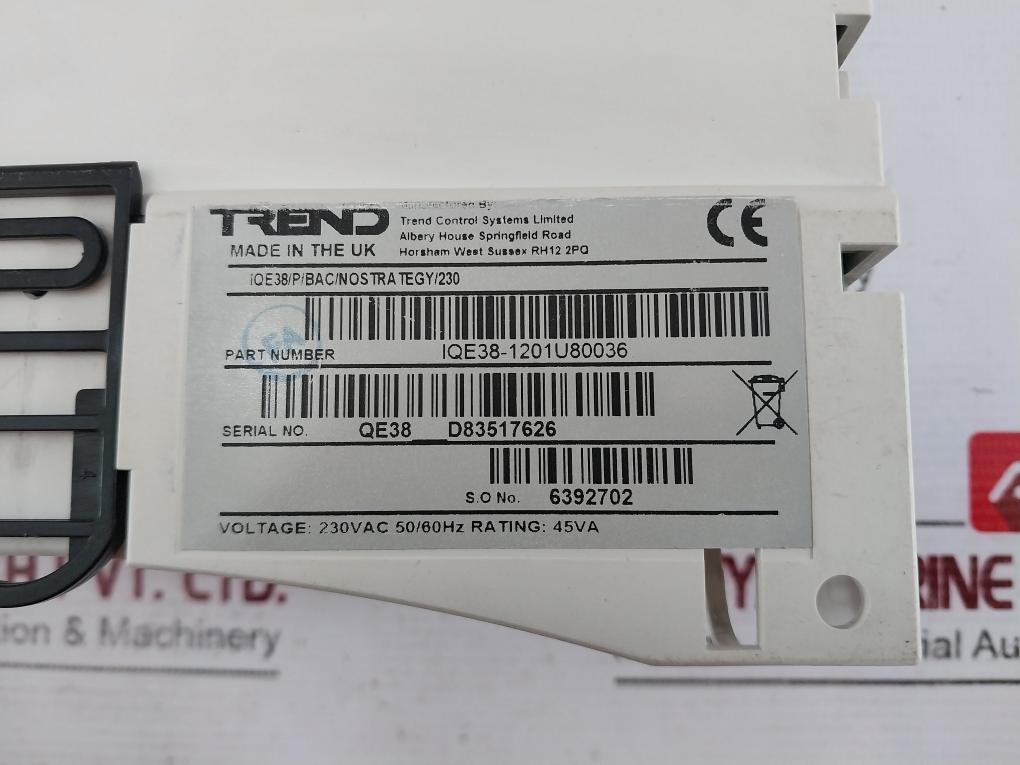 TREND
MADE IN THE UK
Manufactured By:
Trend Control Systems Limited
Albery House Springfield Road
Horsham West Sussex RH12 2PQ
CE
IQE38/P/BAC/NOSTRATEGY/230
PART NUMBER IQE38-1201U80036
SERIAL NO. QE38 D83517626
S.O No. 6392702
VOLTAGE: 230VAC 50/60Hz RATING: 45VA
PVT. LTD.
& Machinery